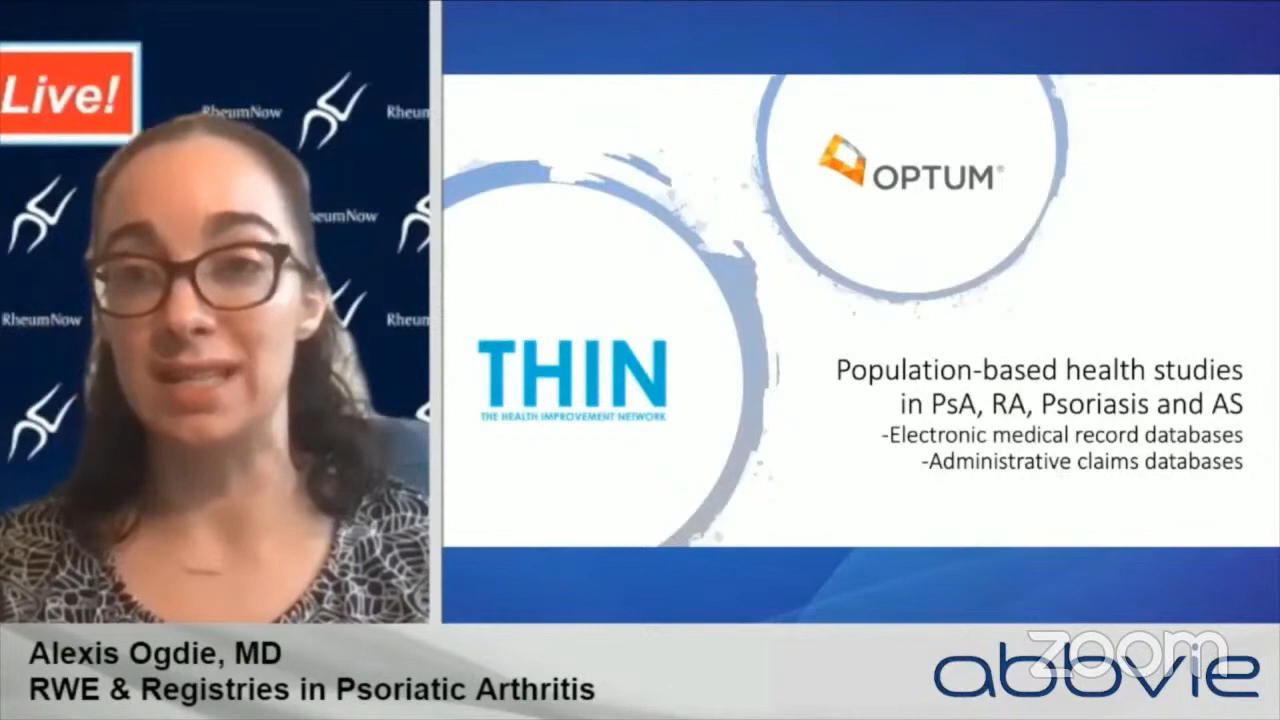 Live!
RheumNow
Rheum
heumNow
RheumNow
Rheum
OPTUM®
THIN
THE HEALTH IMPROVEMENT NETWORK
Population-based health studies
in PsA, RA, Psoriasis and AS
-Electronic medical record databases
-Administrative claims databases
Alexis Ogdie, MD
RWE & Registries in Psoriatic Arthritis
zoom
abbvie